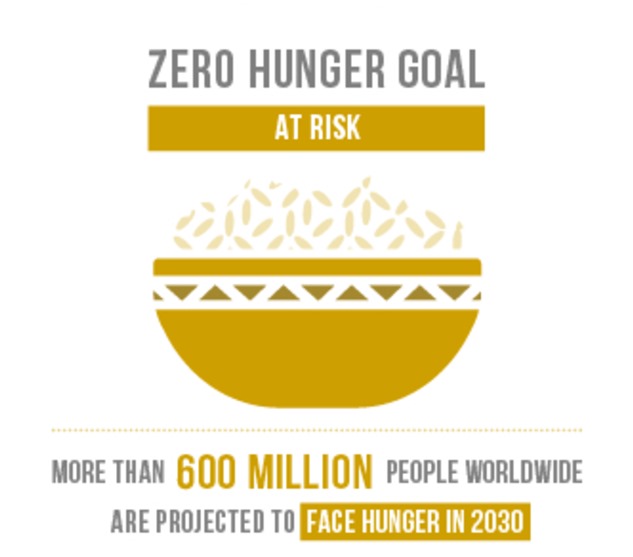 ZERO HUNGER GOAL
AT RISK
MORE THAN 600 MILLION PEOPLE WORLDWIDE
ARE PROJECTED TO FACE HUNGER IN 2030